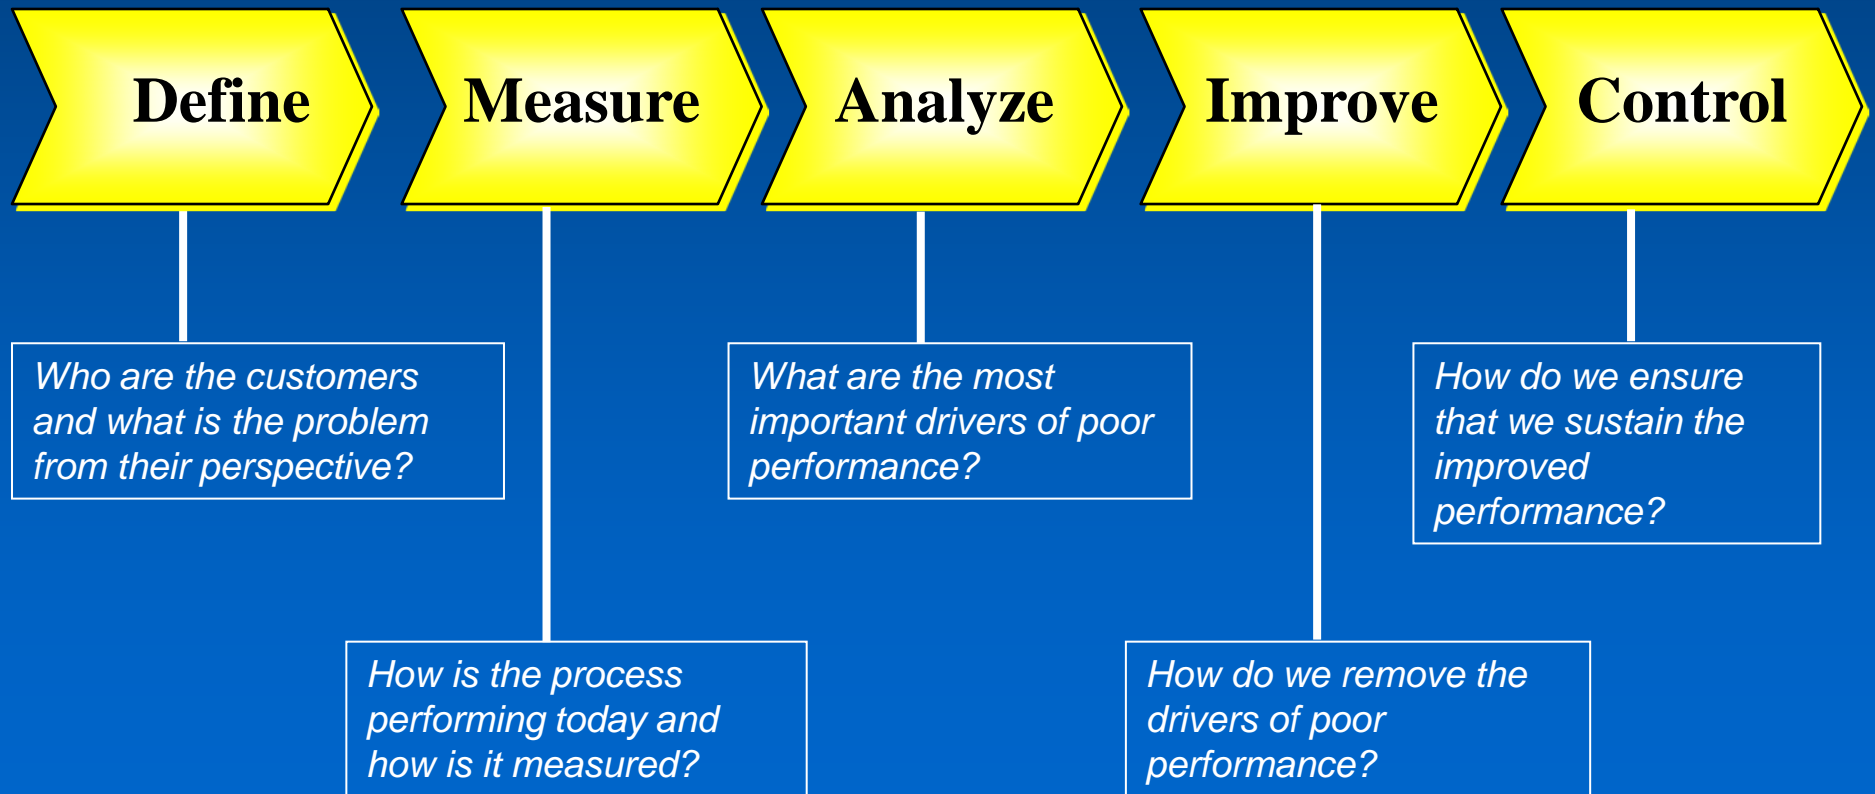 Define
Measure
Analyze
Improve
Control
Who are the customers
and what is the problem
from their perspective?
What are the most
important drivers of poor
performance?
How do we ensure
that we sustain the
improved
performance?
How is the process
performing today and
how is it measured?
How do we remove the
drivers of poor
performance?